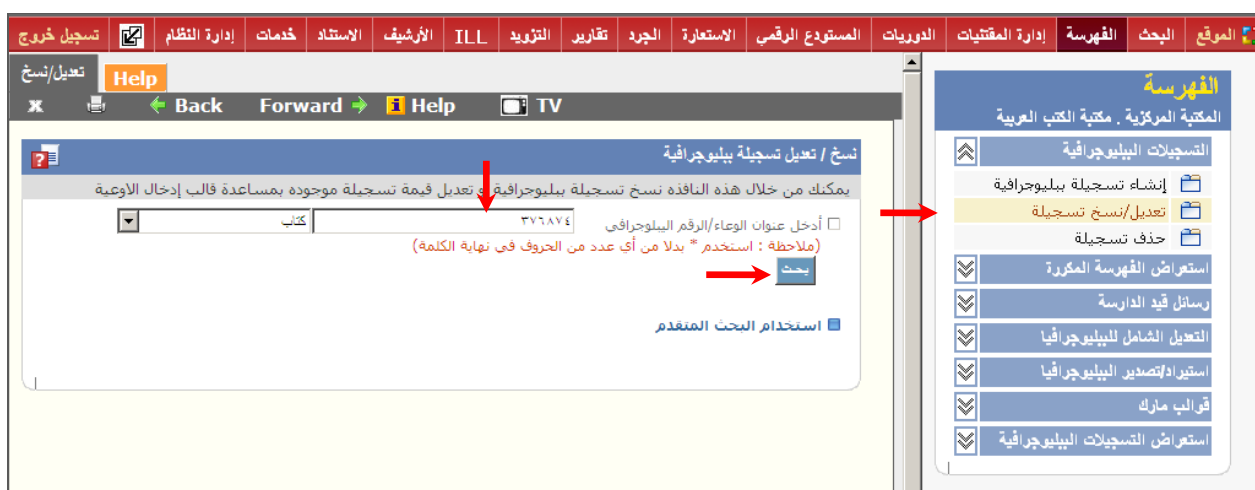 الموقع البحث الفهرسة إدارة المقتنيات الدوريات المستودع الرقمي الاستعارة الجرد تقارير التزويد ILL الأرشيف الاستناد خدمات إدارة النظام تسجيل خروج
الفهرسة
المكتبة المركزية . مكتبة الكتب العربية
التسجيلات الببليوجرافية
إنشاء تسجيلة ببليوجرافية
تعديل/نسخ تسجيلة
حذف تسجيلة
استعراض الفهرسة المكررة
رسائل قيد الدارسة
التعديل الشامل للببليوجرافيا
استيراد/تصدير الببليوجرافيا
قوالب مارك
استعراض التسجيلات الببليوجرافية
تعديل/نسخ Help
x Back Forward Help TV
نسخ / تعديل تسجيلة ببليوجرافية
يمكنك من خلال هذه النافذه نسخ تسجيلة ببليوجرافية و تعديل قيمة تسجيلة موجوده بمساعدة قالب إدخال الاوعية
أدخل عنوان الوعاء/الرقم الببلوجرافي ٣٧٦٨٧٤ كتاب
(ملاحظة : استخدم * بدلا من أي عدد من الحروف في نهاية الكلمة)
بحث
استخدام البحث المتقدم